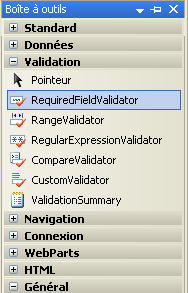 Boîte à outils
Standard
Données
Validation
Pointeur
RequiredFieldValidator
RangeValidator
RegularExpressionValidator
CompareValidator
CustomValidator
ValidationSummary
Navigation
Connexion
WebParts
HTML
Général